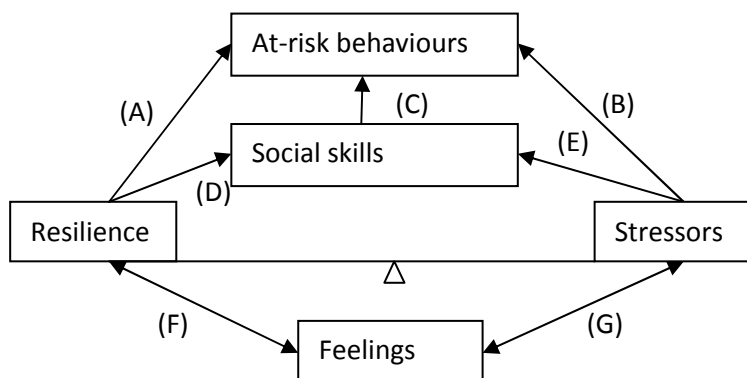 At-risk behaviours
(A)
(C)
(B)
Social skills
(E)
(D)
Resilience
Stressors
(F)
(G)
Feelings